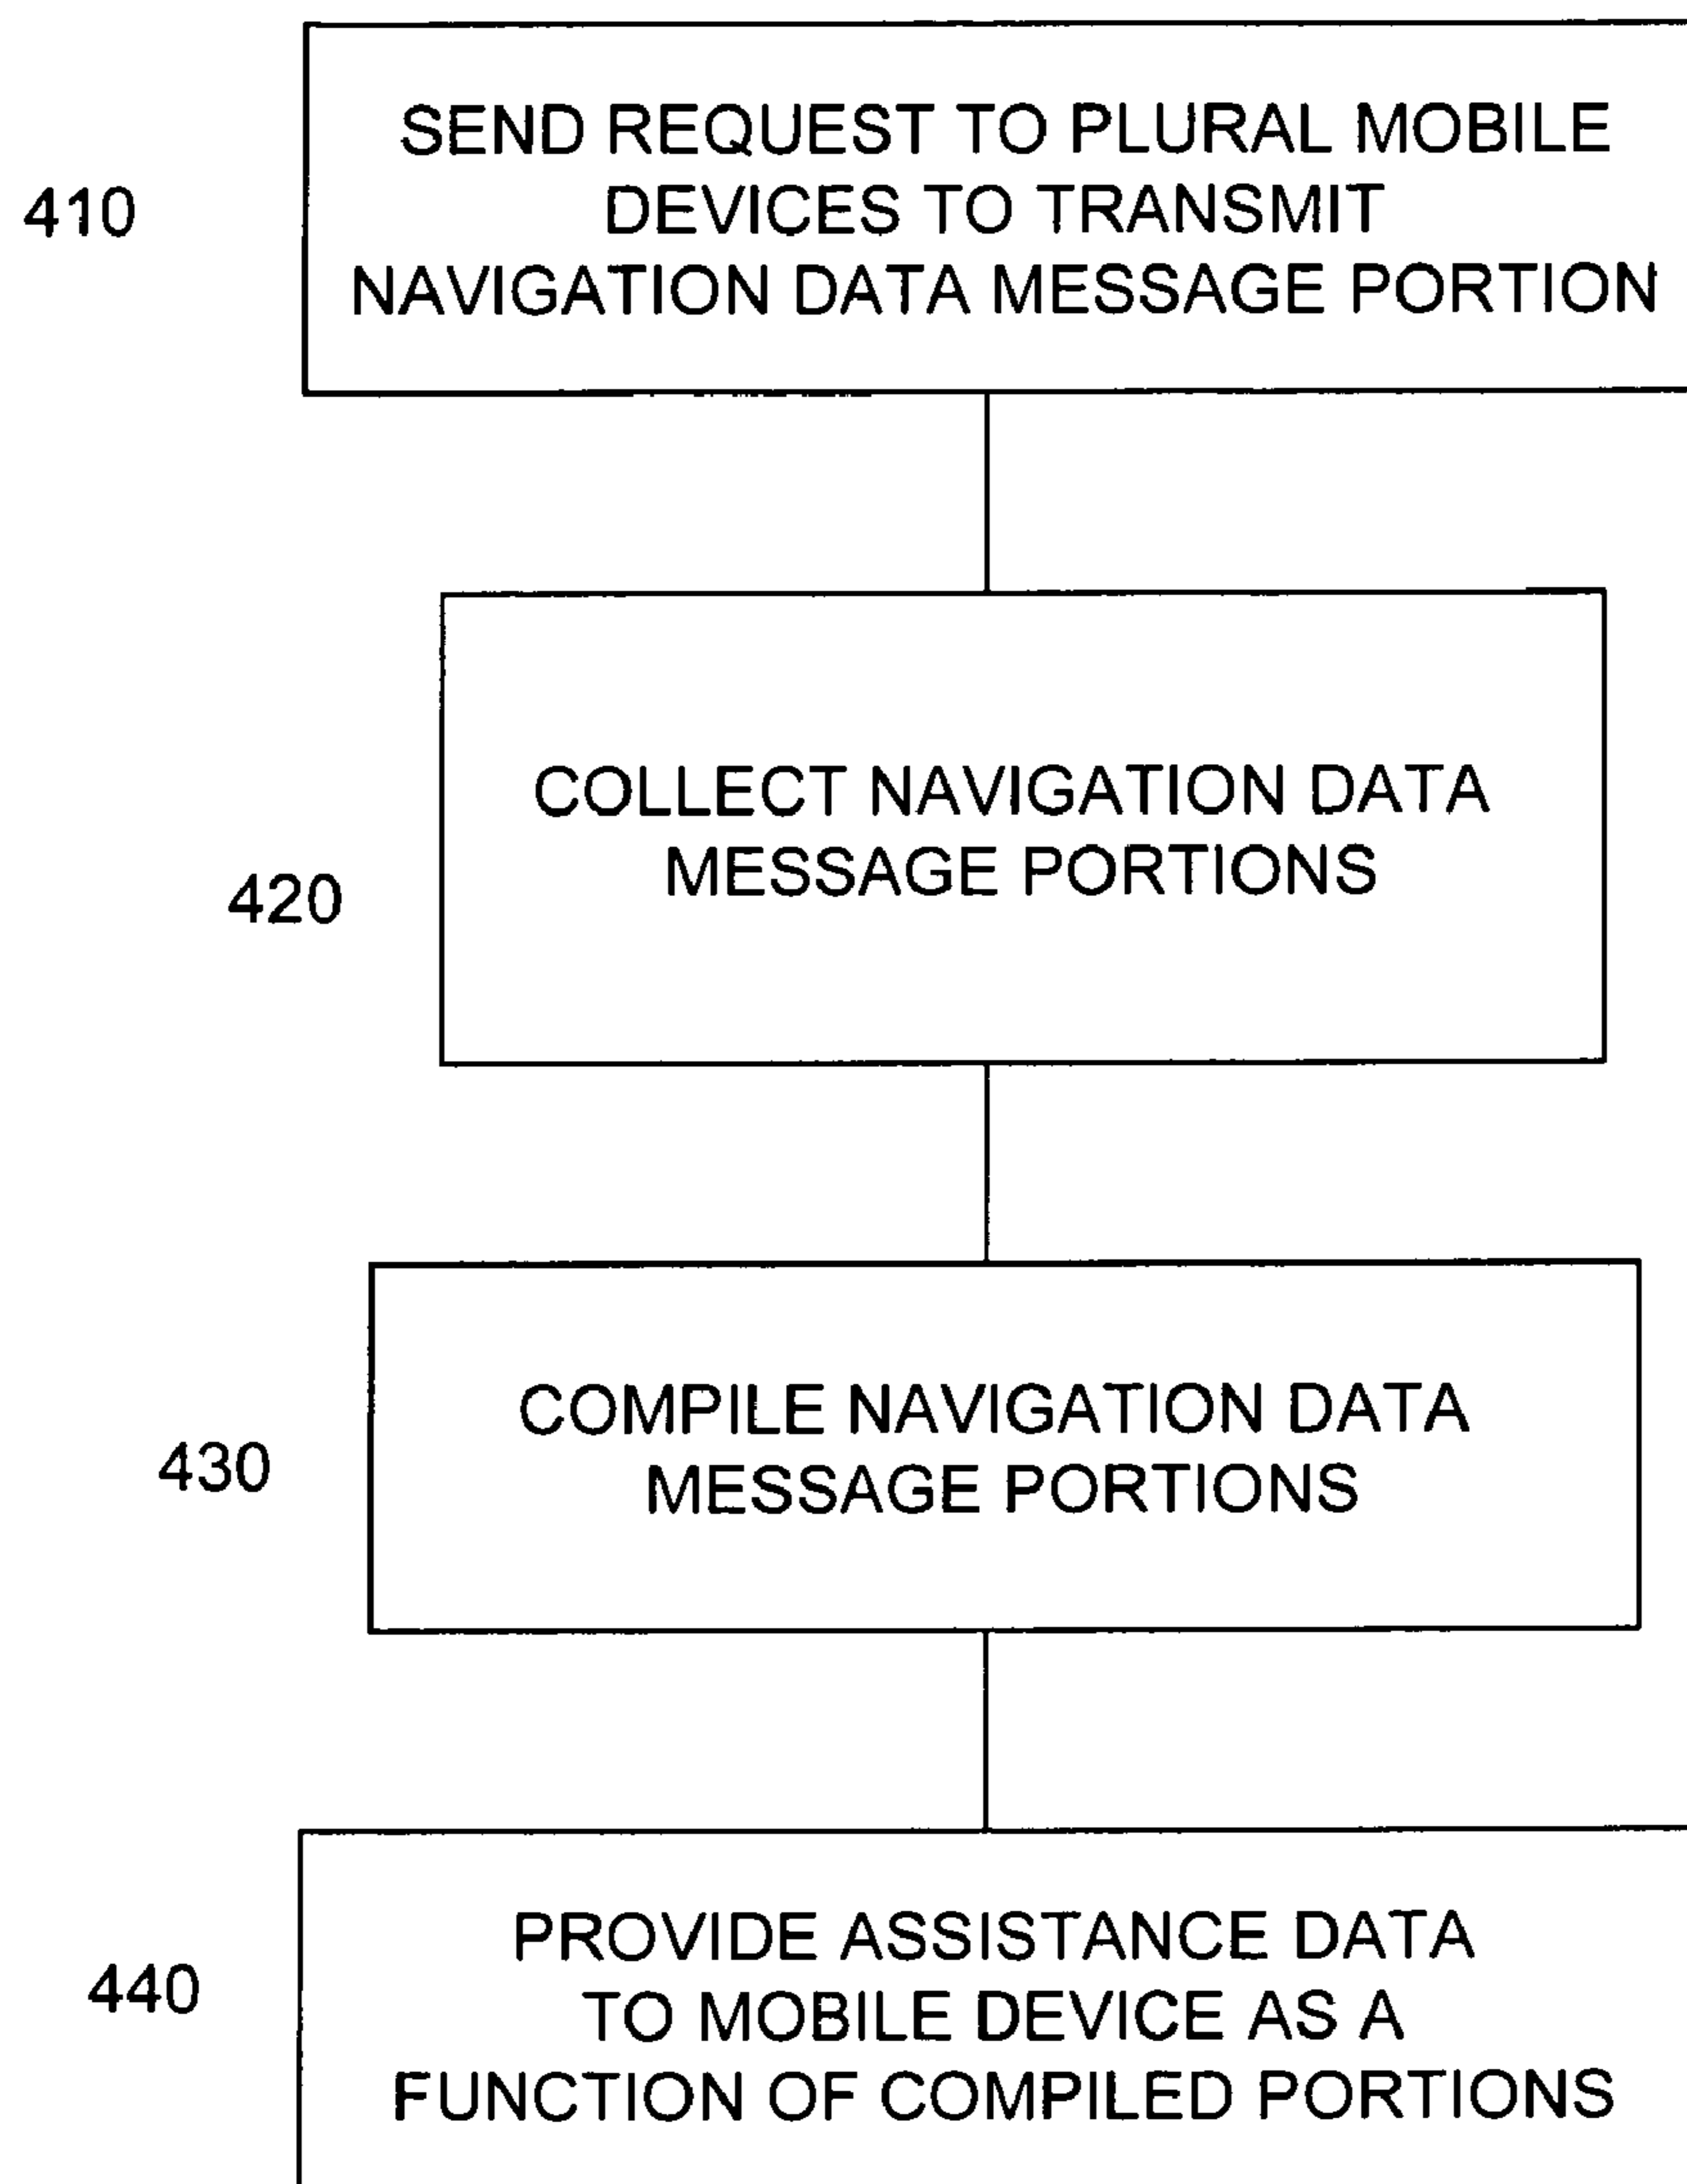 SEND REQUEST TO PLURAL MOBILE
DEVICES TO TRANSMIT
NAVIGATION DATA MESSAGE PORTION
410
COLLECT NAVIGATION DATA
MESSAGE PORTIONS
420
COMPILE NAVIGATION DATA
MESSAGE PORTIONS
430
PROVIDE ASSISTANCE DATA
TO MOBILE DEVICE AS A
FUNCTION OF COMPILED PORTIONS
440